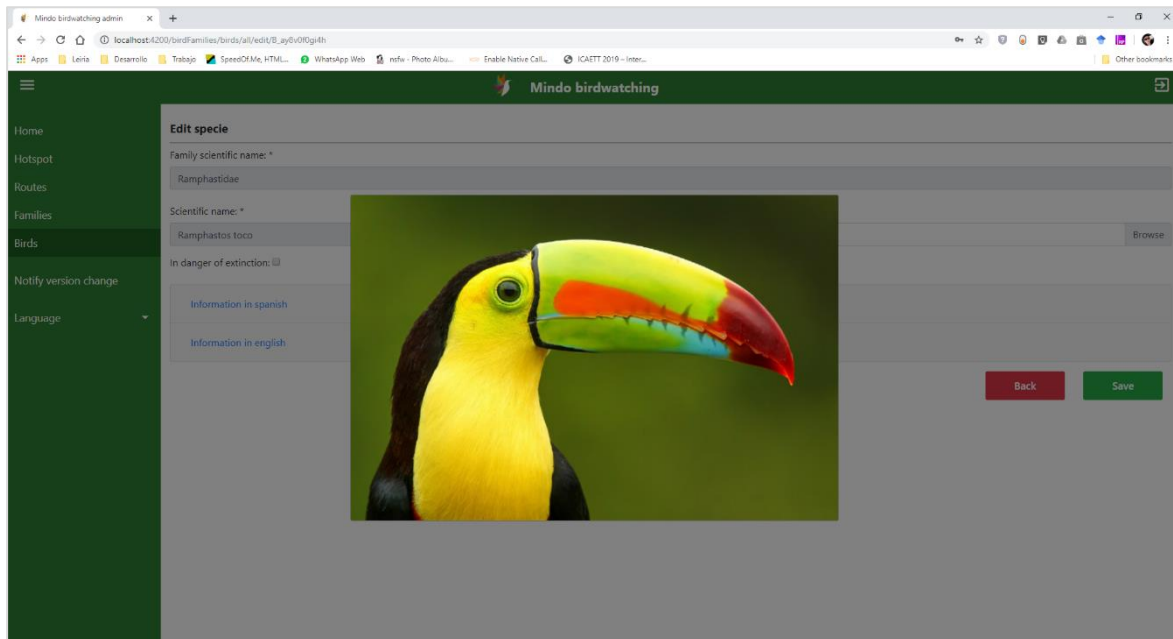 Mindo birdwatching admin
localhost:4200/birdFamilies/birds/all/edit/B_ay8v0f0gi4h
Apps Leiria Desarrollo Trabajo SpeedOf.Me, HTML... WhatsApp Web nsfw - Photo Albu... Enable Native Call... ICAETT 2019 – Inter... Other bookmarks
Mindo birdwatching
Home
Hotspot
Routes
Families
Birds
Notify version change
Language
Edit specie
Family scientific name: *
Ramphastidae
Scientific name: *
Ramphastos toco Browse
In danger of extinction:
Information in spanish
Information in english
Back Save